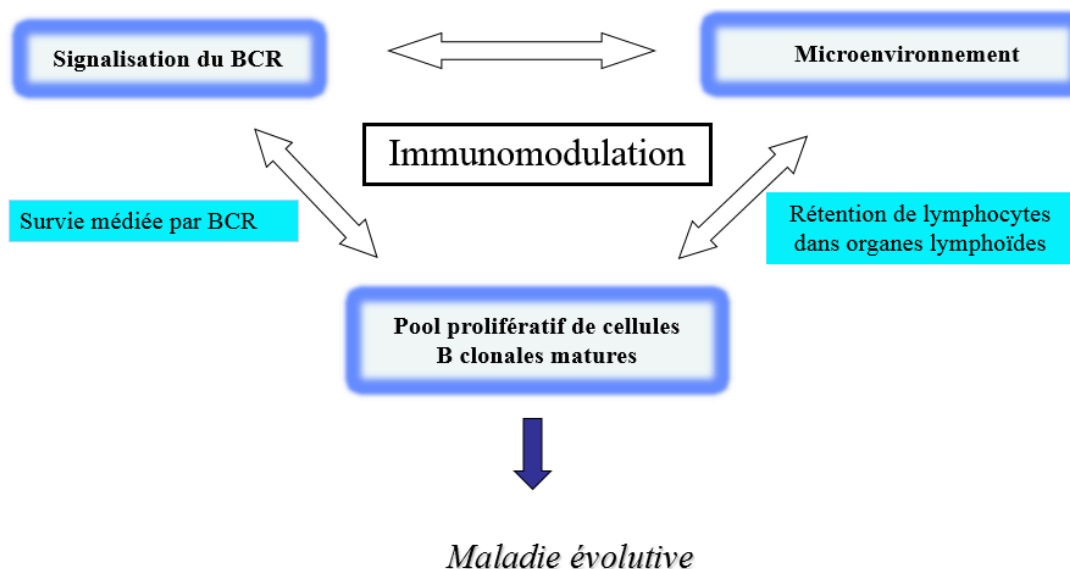 Signalisation du BCR
Microenvironnement
Immunomodulation
Survie médiée par BCR
Rétention de lymphocytes
dans organes lymphoïdes
Pool prolifératif de cellules
B clonales matures
Maladie évolutive